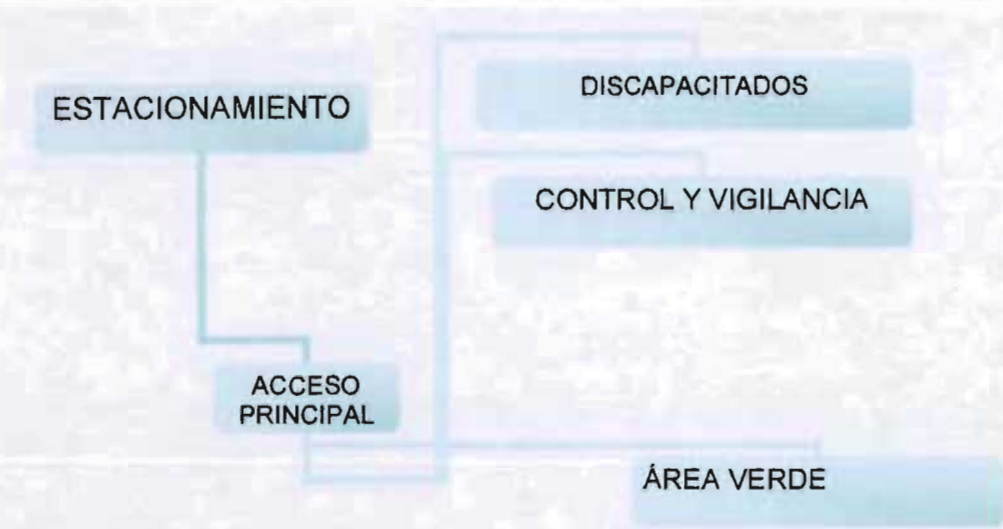 ESTACIONAMIENTO
DISCAPACITADOS
CONTROL Y VIGILANCIA
ACCESO
PRINCIPAL
ÁREA VERDE